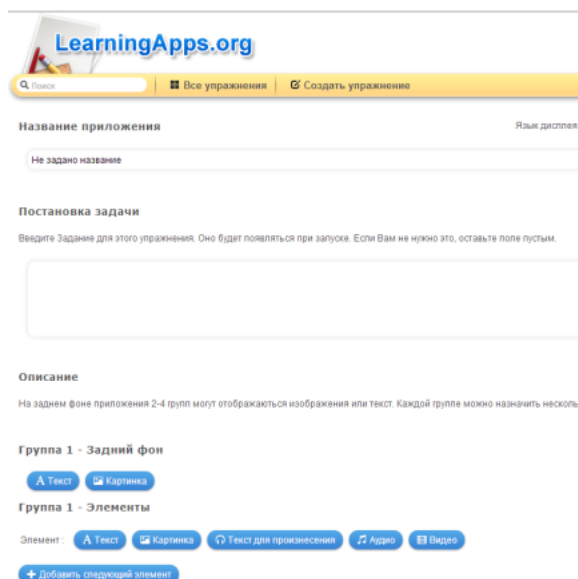 LearningApps.org
Поиск Все упражнения Создать упражнение
Название приложения Язык дисплея
Не задано название
Постановка задачи
Введите Задание для этого упражнения. Оно будет появляться при запуске. Если Вам не нужно это, оставьте поле пустым.
Описание
На заднем фоне приложения 2-4 групп могут отображаються изображения или текст. Каждой группе можно назначить несколь
Группа 1 - Задний фон
Текст Картинка
Группа 1 - Элементы
Элемент : Текст Картинка Текст для произнесения Аудио Видео
Добавить следующий элемент